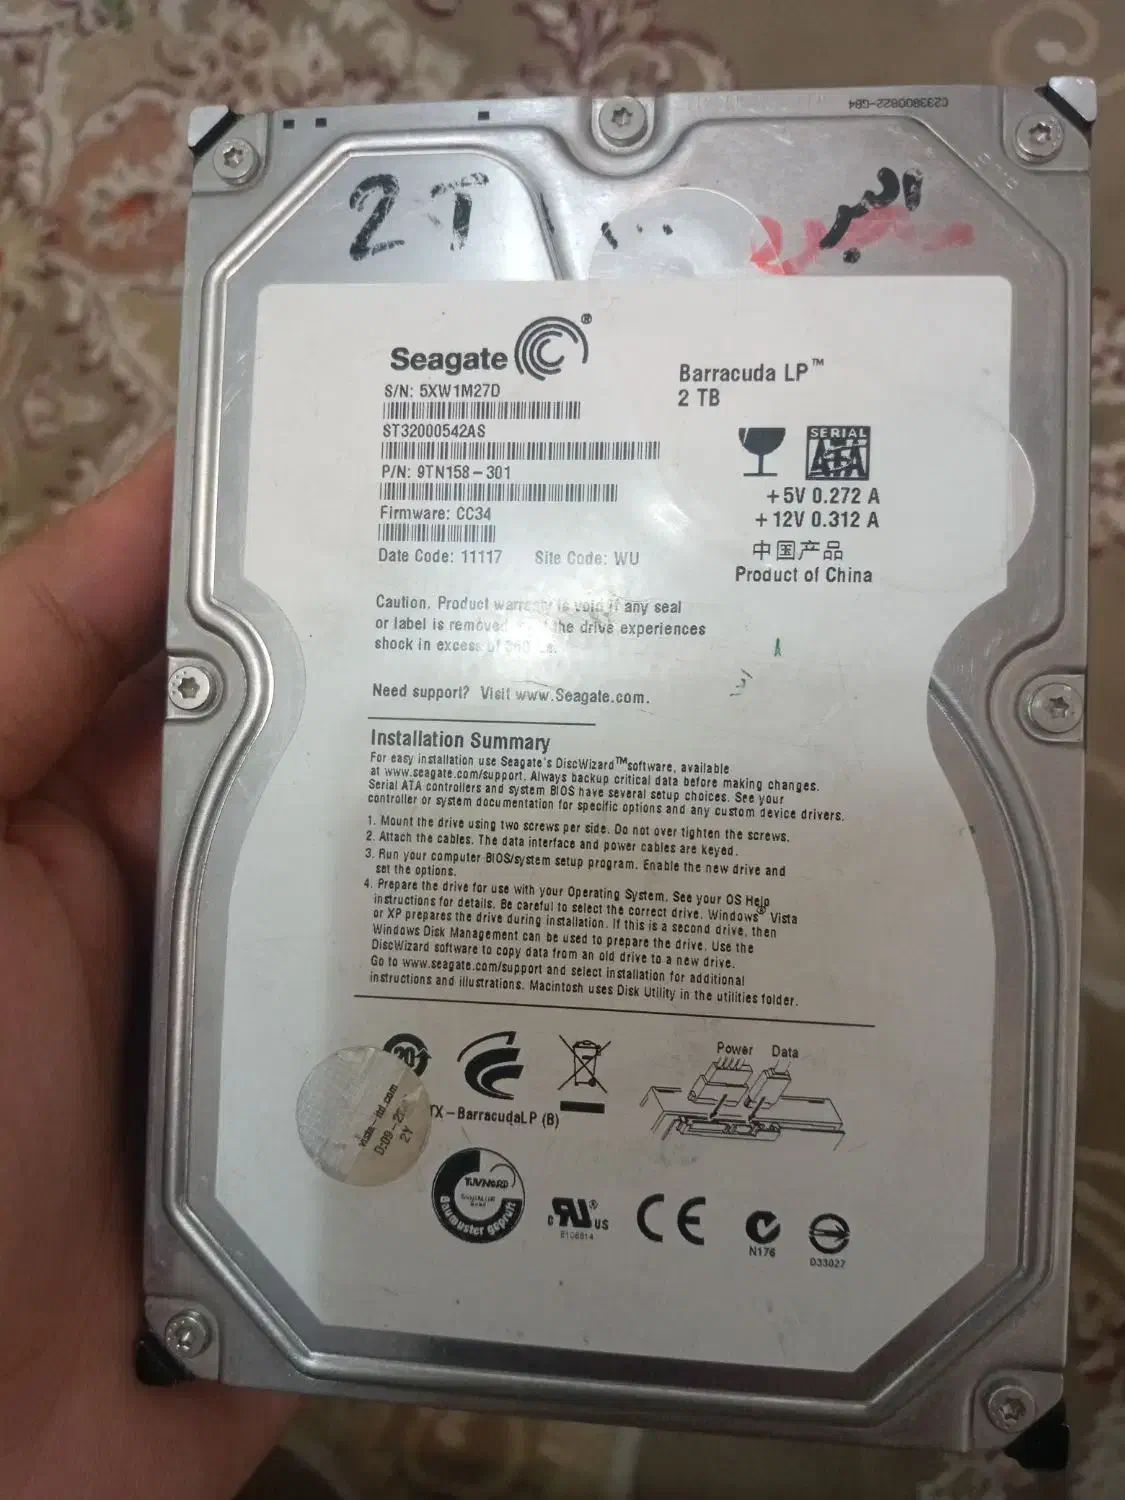 C233800822-GB4
2T
Seagate®
S/N: 5XW1M27D
ST32000542AS
P/N: 9TN158-301
Firmware: CC34
Date Code: 11117 Site Code: WU
Barracuda LP™
2 TB
SERIAL
ATA
+5V 0.272 A
+12V 0.312 A
中国产品
Product of China
Caution. Product warranty is void if any seal
or label is removed, the drive experiences
shock in excess of
Need support? Visit www.Seagate.com.
Installation Summary
For easy installation use Seagate's DiscWizard™software, available
at www.seagate.com/support. Always backup critical data before making changes.
Serial ATA controllers and system BIOS have several setup choices. See your
controller or system documentation for specific options and any custom device drivers.
1. Mount the drive using two screws per side. Do not over tighten the screws.
2. Attach the cables. The data interface and power cables are keyed.
3. Run your computer BIOS/system setup program. Enable the new drive and
set the options.
4. Prepare the drive for use with your Operating System. See your OS Help
instructions for details. Be careful to select the correct drive. Windows® Vista
or XP prepares the drive during installation. If this is a second drive, then
Windows Disk Management can be used to prepare the drive. Use the
DiscWizard software to copy data from an old drive to a new drive.
Go to www.seagate.com/support and select installation for additional
instructions and illustrations. Macintosh uses Disk Utility in the utilities folder.
20
Power Data
TX-BarracudaLP (B)
2Y
TUVNORD
Baumuster geprüft
c RU® US
E108814
CE
N176
D33027